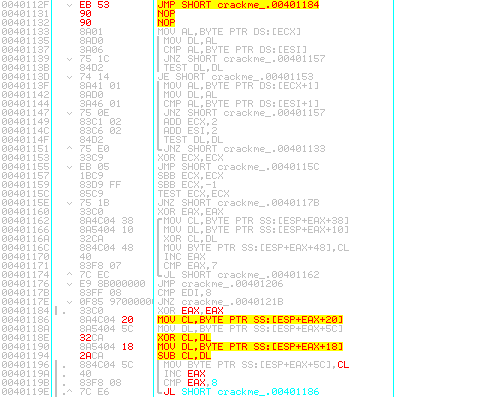 0040112F ˅ EB 53 JMP SHORT crackme_.00401184
00401131 90 NOP
00401132 90 NOP
00401133 8A01 MOV AL,BYTE PTR DS:[ECX]
00401135 8AD0 MOV DL,AL
00401137 3A06 CMP AL,BYTE PTR DS:[ESI]
00401139 ˅ 75 1C JNZ SHORT crackme_.00401157
0040113B 84D2 TEST DL,DL
0040113D ˅ 74 14 JE SHORT crackme_.00401153
0040113F 8A41 01 MOV AL,BYTE PTR DS:[ECX+1]
00401142 8AD0 MOV DL,AL
00401144 3A46 01 CMP AL,BYTE PTR DS:[ESI+1]
00401147 ˅ 75 0E JNZ SHORT crackme_.00401157
00401149 83C1 02 ADD ECX,2
0040114C 83C6 02 ADD ESI,2
0040114F 84D2 TEST DL,DL
00401151 ^ 75 E0 JNZ SHORT crackme_.00401133
00401153 33C9 XOR ECX,ECX
00401155 ˅ EB 05 JMP SHORT crackme_.0040115C
00401157 1BC9 SBB ECX,ECX
00401159 83D9 FF SBB ECX,-1
0040115C 85C9 TEST ECX,ECX
0040115E ˅ 75 1B JNZ SHORT crackme_.0040117B
00401160 33C0 XOR EAX,EAX
00401162 8A4C04 38 MOV CL,BYTE PTR SS:[ESP+EAX+38]
00401166 8A5404 10 MOV DL,BYTE PTR SS:[ESP+EAX+10]
0040116A 32CA XOR CL,DL
0040116C 884C04 48 MOV BYTE PTR SS:[ESP+EAX+48],CL
00401170 40 INC EAX
00401171 83F8 07 CMP EAX,7
00401174 ^ 7C EC JL SHORT crackme_.00401162
00401176 ˅ E9 8B000000 JMP crackme_.00401206
0040117B 83FF 08 CMP EDI,8
0040117E ˅ 0F85 97000000 JNZ crackme_.0040121B
00401184 . 33C0 XOR EAX,EAX
00401186 8A4C04 20 MOV CL,BYTE PTR SS:[ESP+EAX+20]
0040118A 8A5404 5C MOV DL,BYTE PTR SS:[ESP+EAX+5C]
0040118E 32CA XOR CL,DL
00401190 8A5404 18 MOV DL,BYTE PTR SS:[ESP+EAX+18]
00401194 2ACA SUB CL,DL
00401196 . 884C04 5C MOV BYTE PTR SS:[ESP+EAX+5C],CL
0040119A . 40 INC EAX
0040119B . 83F8 08 CMP EAX,8
0040119E .^ 7C E6 JL SHORT crackme_.00401186